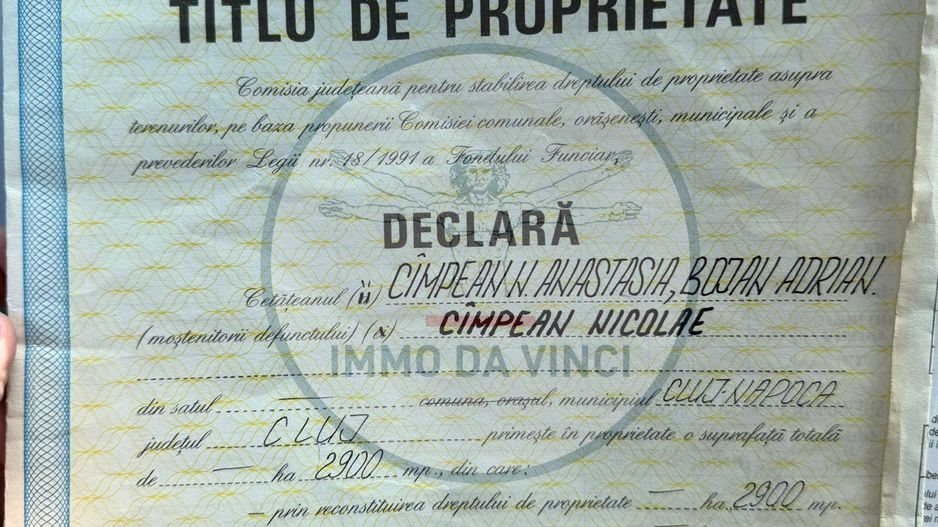 TITLU DE PROPRIETATE
Comisia județeană pentru stabilirea dreptului de proprietate asupra
terenurilor, pe baza propunerii Comisiei comunale, orășenești, municipale și a
prevederilor Legii nr. 18/1991 a Fondului Funciar,
DECLARĂ
Cetățeanul (ii) CÎMPEAN N. ANASTASIA, BOJAN ADRIAN.
(moștenitorii defunctului) (x) CÎMPEAN NICOLAE
IMMO DA VINCI
din satul — comuna, orașul, municipiul CLUJ-NAPOCA
județul CLUJ primește în proprietate o suprafață totală
de — ha 2900 mp., din care:
— prin reconstituirea dreptului de proprietate — ha 2900 mp.